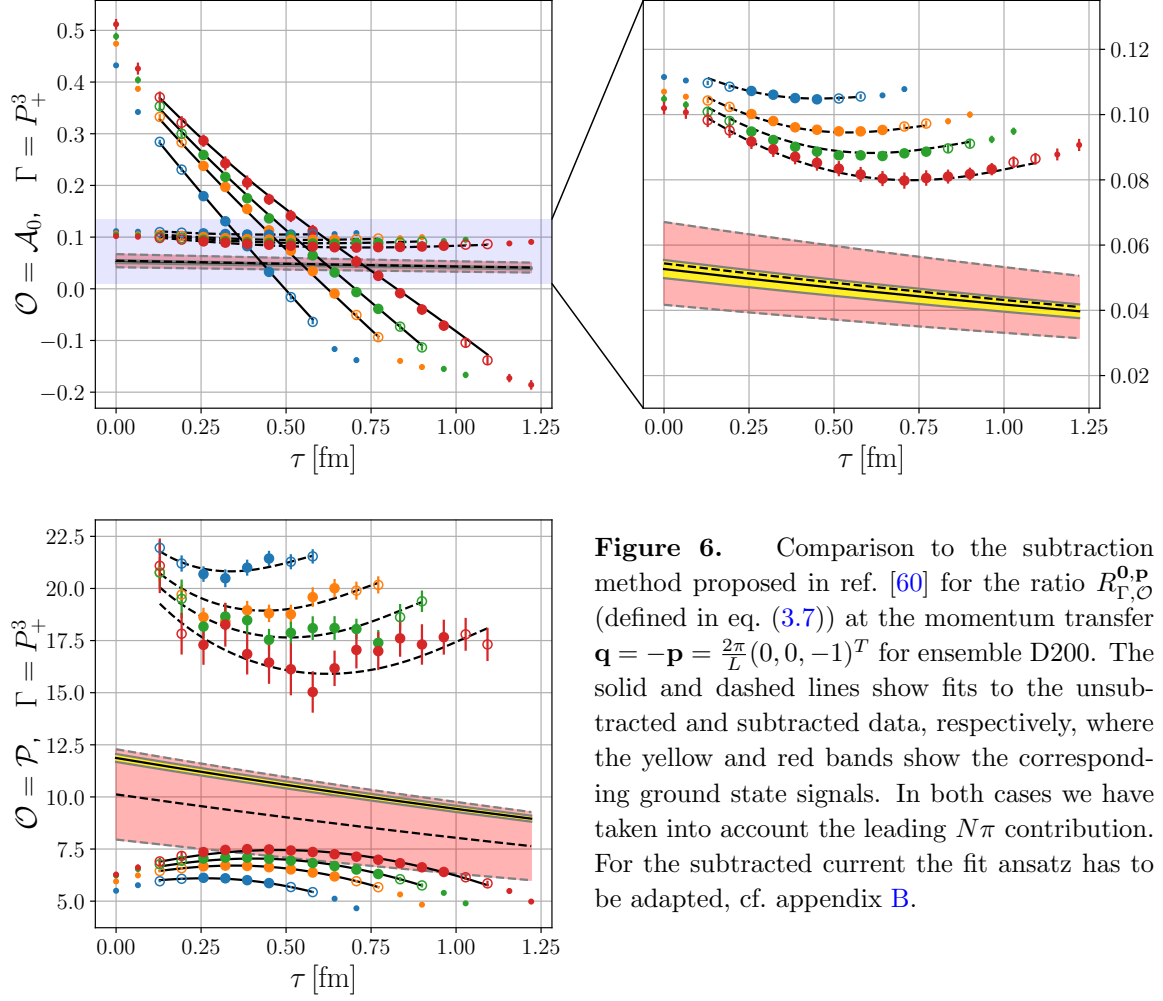 0.5
0.4
0.3
0.2
0.1
0.0
−0.1
−0.2
0.00 0.25 0.50 0.75 1.00 1.25
τ [fm]
𝒪 = 𝒜₀, Γ = P³₊
0.12
0.10
0.08
0.06
0.04
0.02
0.00 0.25 0.50 0.75 1.00 1.25
τ [fm]
22.5
20.0
17.5
15.0
12.5
10.0
7.5
5.0
0.00 0.25 0.50 0.75 1.00 1.25
τ [fm]
𝒪 = 𝒫, Γ = P³₊
Figure 6. Comparison to the subtraction
method proposed in ref. [60] for the ratio R^{0,p}_{Γ,𝒪}
(defined in eq. (3.7)) at the momentum transfer
q = −p = 2π/L (0, 0, −1)^T for ensemble D200. The
solid and dashed lines show fits to the unsub-
tracted and subtracted data, respectively, where
the yellow and red bands show the correspond-
ing ground state signals. In both cases we have
taken into account the leading Nπ contribution.
For the subtracted current the fit ansatz has to
be adapted, cf. appendix B.